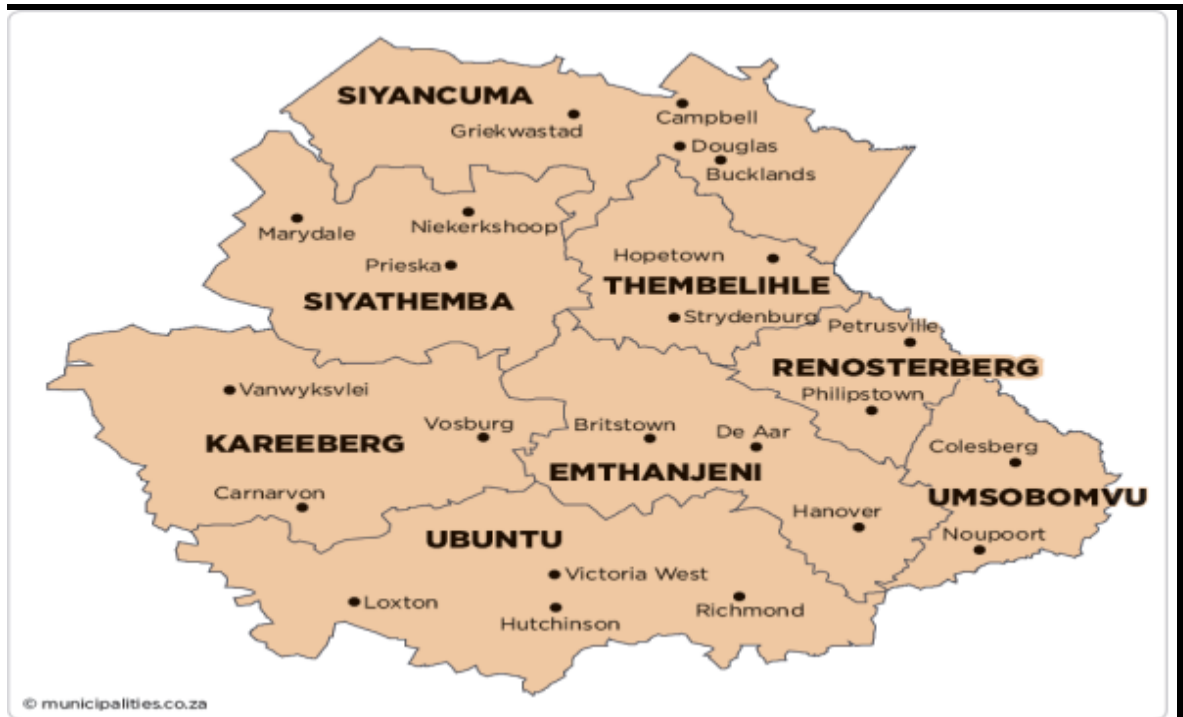 SIYANCUMA
Griekwastad
Campbell
Douglas
Bucklands
Marydale
Niekerkshoop
Prieska
SIYATHEMBA
Hopetown
THEMBELIHLE
Strydenburg
Petrusville
RENOSTERBERG
Philipstown
Vanwyksvlei
Vosburg
KAREEBERG
Carnarvon
Britstown
De Aar
EMTHANJENI
Hanover
Colesberg
UMSOBOMVU
Noupoort
UBUNTU
Victoria West
Loxton
Hutchinson
Richmond
© municipalities.co.za